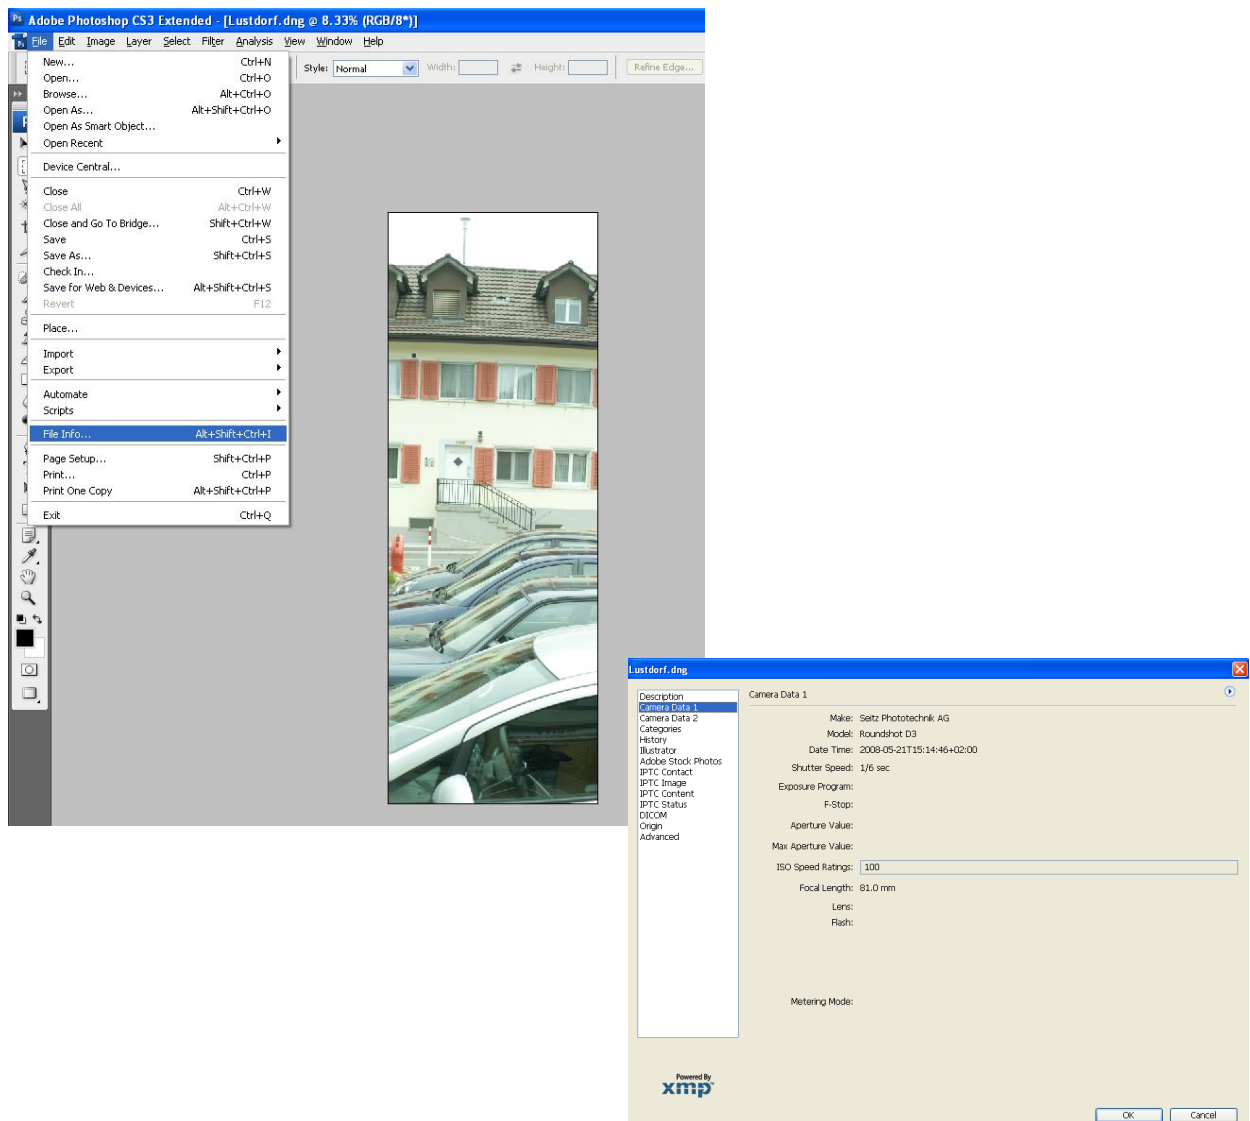 Ps Adobe Photoshop CS3 Extended - [Lustdorf.dng @ 8.33% (RGB/8*)]
File Edit Image Layer Select Filter Analysis View Window Help
Style: Normal Width: Height: Refine Edge...
New... Ctrl+N
Open... Ctrl+O
Browse... Alt+Ctrl+O
Open As... Alt+Shift+Ctrl+O
Open As Smart Object...
Open Recent
Device Central...
Close Ctrl+W
Close All Alt+Ctrl+W
Close and Go To Bridge... Shift+Ctrl+W
Save Ctrl+S
Save As... Shift+Ctrl+S
Check In...
Save for Web & Devices... Alt+Shift+Ctrl+S
Revert F12
Place...
Import
Export
Automate
Scripts
File Info... Alt+Shift+Ctrl+I
Page Setup... Shift+Ctrl+P
Print... Ctrl+P
Print One Copy Alt+Shift+Ctrl+P
Exit Ctrl+Q
Lustdorf.dng
Description
Camera Data 1
Camera Data 2
Categories
History
Illustrator
Adobe Stock Photos
IPTC Contact
IPTC Image
IPTC Content
IPTC Status
DICOM
Origin
Advanced
Powered By
xmp
Camera Data 1
Make: Seitz Phototechnik AG
Model: Roundshot D3
Date Time: 2008-05-21T15:14:46+02:00
Shutter Speed: 1/6 sec
Exposure Program:
F-Stop:
Aperture Value:
Max Aperture Value:
ISO Speed Ratings: 100
Focal Length: 81.0 mm
Lens:
Flash:
Metering Mode:
OK Cancel